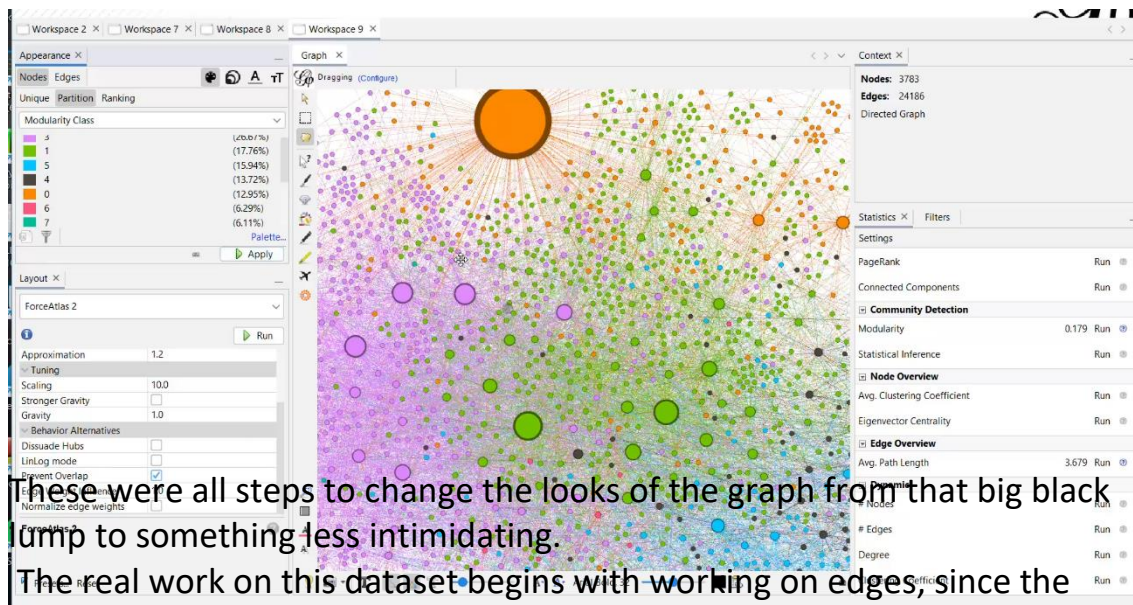 Workspace 2 × Workspace 7 × Workspace 8 × Workspace 9 ×
Appearance ×
Nodes Edges
Unique Partition Ranking
Modularity Class
3 (26.67%)
1 (17.76%)
5 (15.94%)
4 (13.72%)
0 (12.95%)
6 (6.29%)
7 (6.11%)
Palette...
Apply
Layout ×
ForceAtlas 2
Run
Approximation 1.2
Tuning
Scaling 10.0
Stronger Gravity
Gravity 1.0
Behavior Alternatives
Dissuade Hubs
LinLog mode
Prevent Overlap
Normalize edge weights
ForceAtlas 2
Reset
Graph ×
Dragging (Configure)
Context ×
Nodes: 3783
Edges: 24186
Directed Graph
Statistics × Filters
Settings
PageRank Run
Connected Components Run
Community Detection
Modularity 0.179 Run
Statistical Inference Run
Node Overview
Avg. Clustering Coefficient Run
Eigenvector Centrality Run
Edge Overview
Avg. Path Length 3.679 Run
Dynamic
# Nodes Run
# Edges Run
Degree Run
Run
These were all steps to change the looks of the graph from that big black
lump to something less intimidating.
The real work on this dataset begins with working on edges, since the